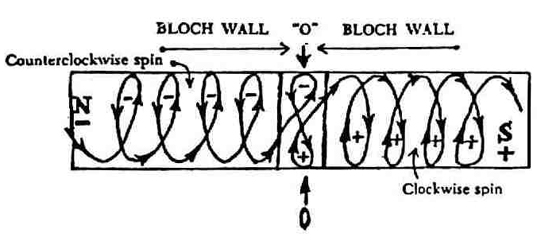 BLOCH WALL "O" BLOCH WALL
Counterclockwise spin
- - - - -
N
-
+ + + + +
S
+
Clockwise spin
0